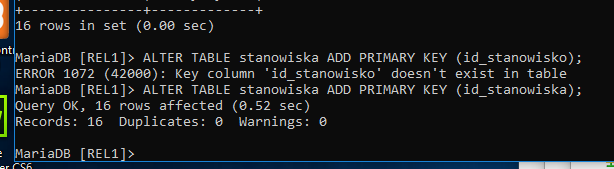 +---------------+-------------+
16 rows in set (0.00 sec)
MariaDB [REL1]> ALTER TABLE stanowiska ADD PRIMARY KEY (id_stanowisko);
ERROR 1072 (42000): Key column 'id_stanowisko' doesn't exist in table
MariaDB [REL1]> ALTER TABLE stanowiska ADD PRIMARY KEY (id_stanowiska);
Query OK, 16 rows affected (0.52 sec)
Records: 16  Duplicates: 0  Warnings: 0
MariaDB [REL1]>
er CS6